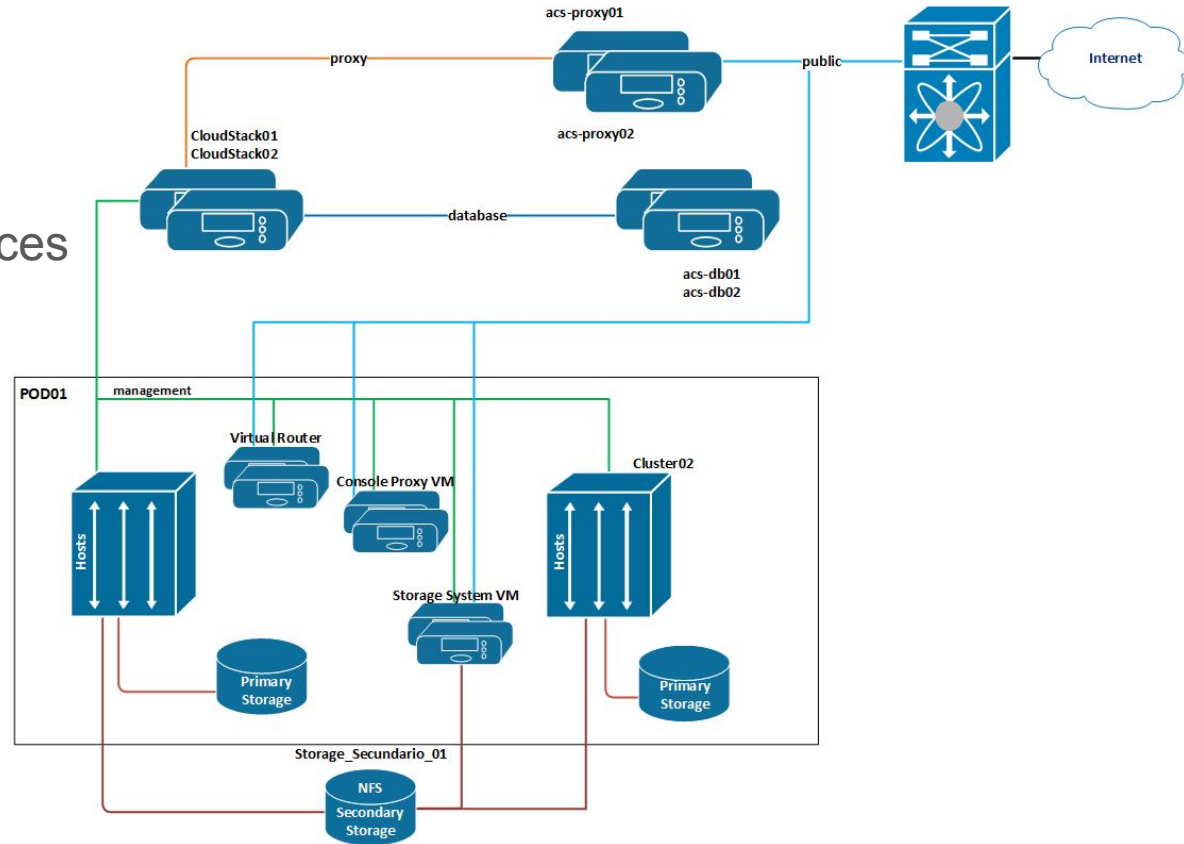 acs-proxy01
proxy
public
Internet
acs-proxy02
CloudStack01
CloudStack02
database
ces
acs-db01
acs-db02
POD01
management
Virtual Router
Cluster02
Console Proxy VM
Hosts
Hosts
Storage System VM
Primary
Storage
Primary
Storage
Storage_Secundario_01
NFS
Secondary
Storage